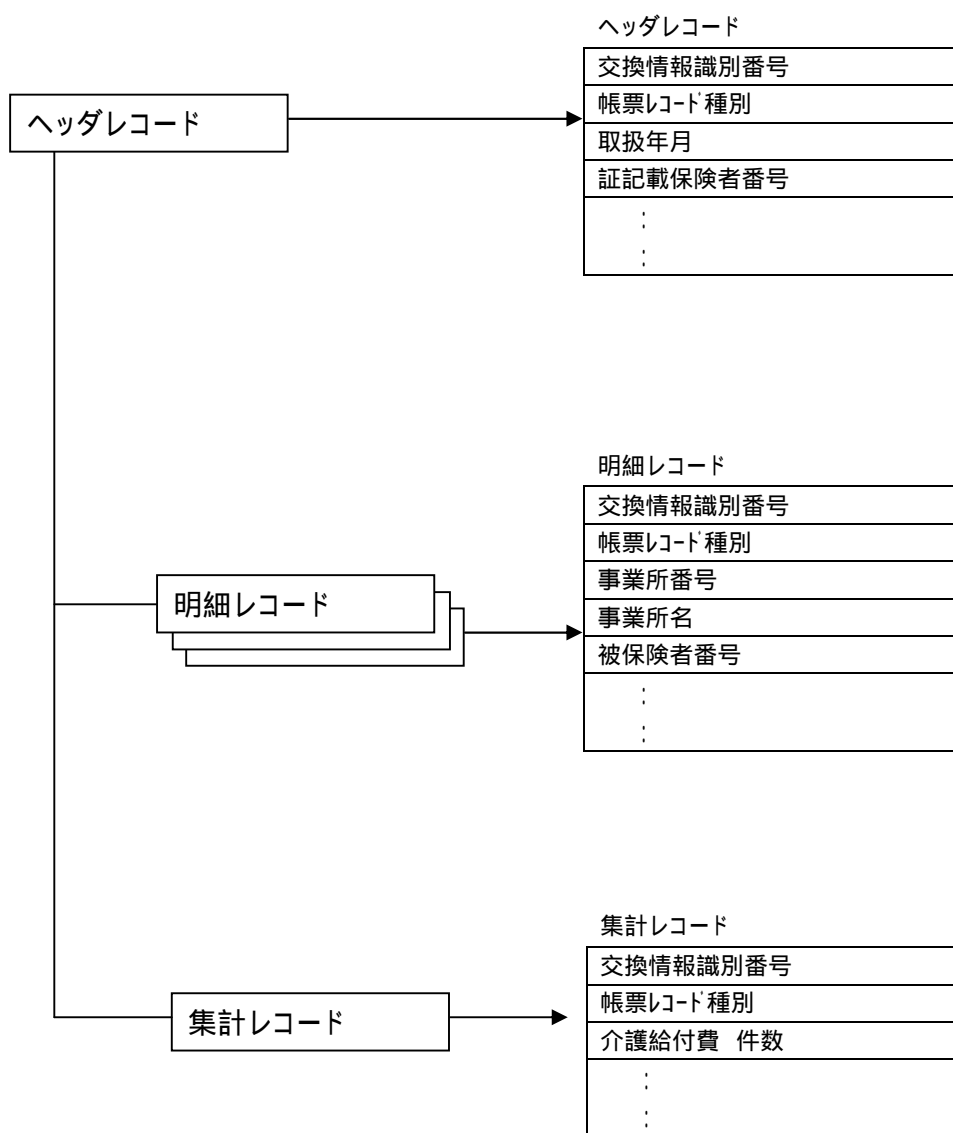 ヘッダレコード
交換情報識別番号
帳票ﾚｺｰﾄﾞ種別
取扱年月
証記載保険者番号
:
:
ヘッダレコード
明細レコード
交換情報識別番号
帳票ﾚｺｰﾄﾞ種別
事業所番号
事業所名
被保険者番号
:
:
明細レコード
集計レコード
交換情報識別番号
帳票ﾚｺｰﾄﾞ種別
介護給付費　件数
:
:
集計レコード